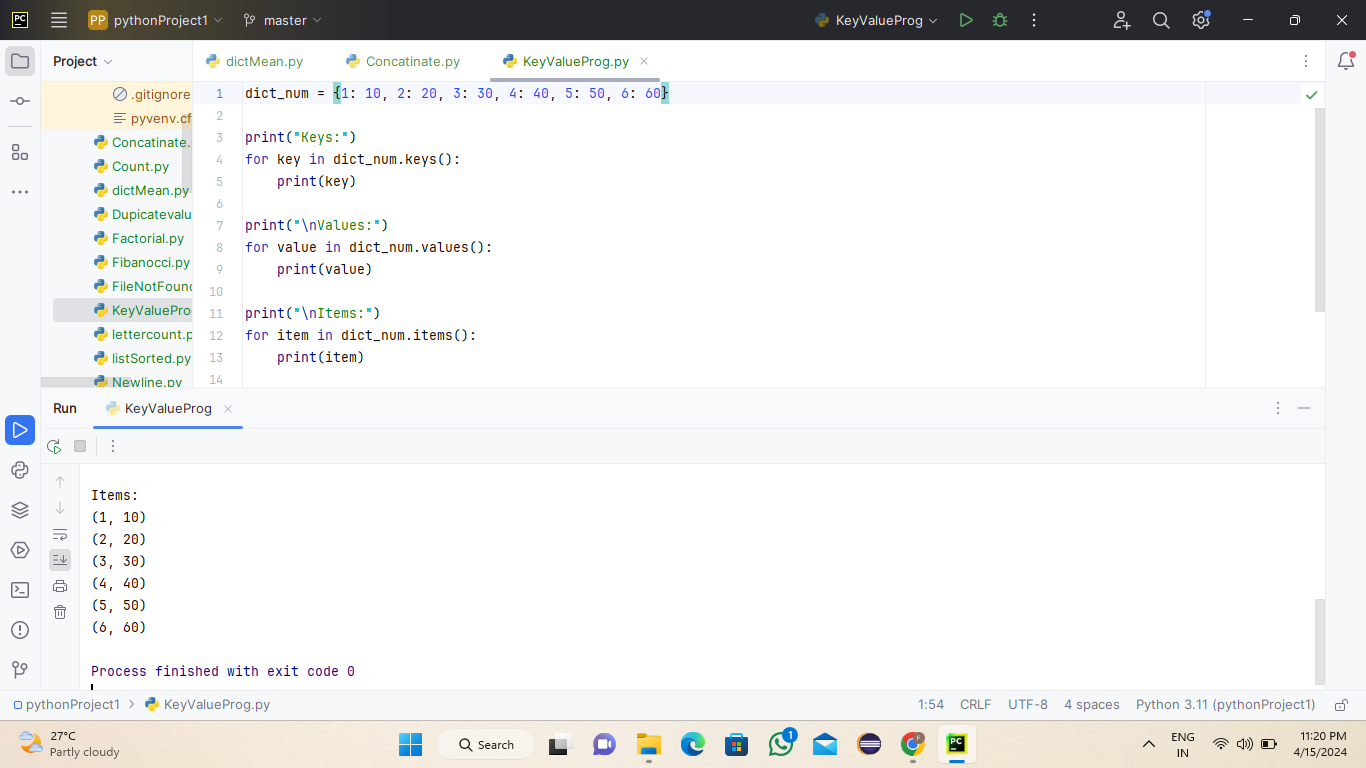 PC PP pythonProject1 master KeyValueProg
Project dictMean.py Concatinate.py KeyValueProg.py
.gitignore
pyvenv.cf
Concatinate.
Count.py
dictMean.py
Dupicatevalu
Factorial.py
Fibanocci.py
FileNotFound
KeyValuePro
lettercount.p
listSorted.py
Newline.py
1 dict_num = {1: 10, 2: 20, 3: 30, 4: 40, 5: 50, 6: 60}
2
3 print("Keys:")
4 for key in dict_num.keys():
5     print(key)
6
7 print("\nValues:")
8 for value in dict_num.values():
9     print(value)
10
11 print("\nItems:")
12 for item in dict_num.items():
13     print(item)
14
Run KeyValueProg
Items:
(1, 10)
(2, 20)
(3, 30)
(4, 40)
(5, 50)
(6, 60)
Process finished with exit code 0
pythonProject1 > KeyValueProg.py 1:54 CRLF UTF-8 4 spaces Python 3.11 (pythonProject1)
27°C
Partly cloudy
Search
1
PC
ENG
IN
11:20 PM
4/15/2024